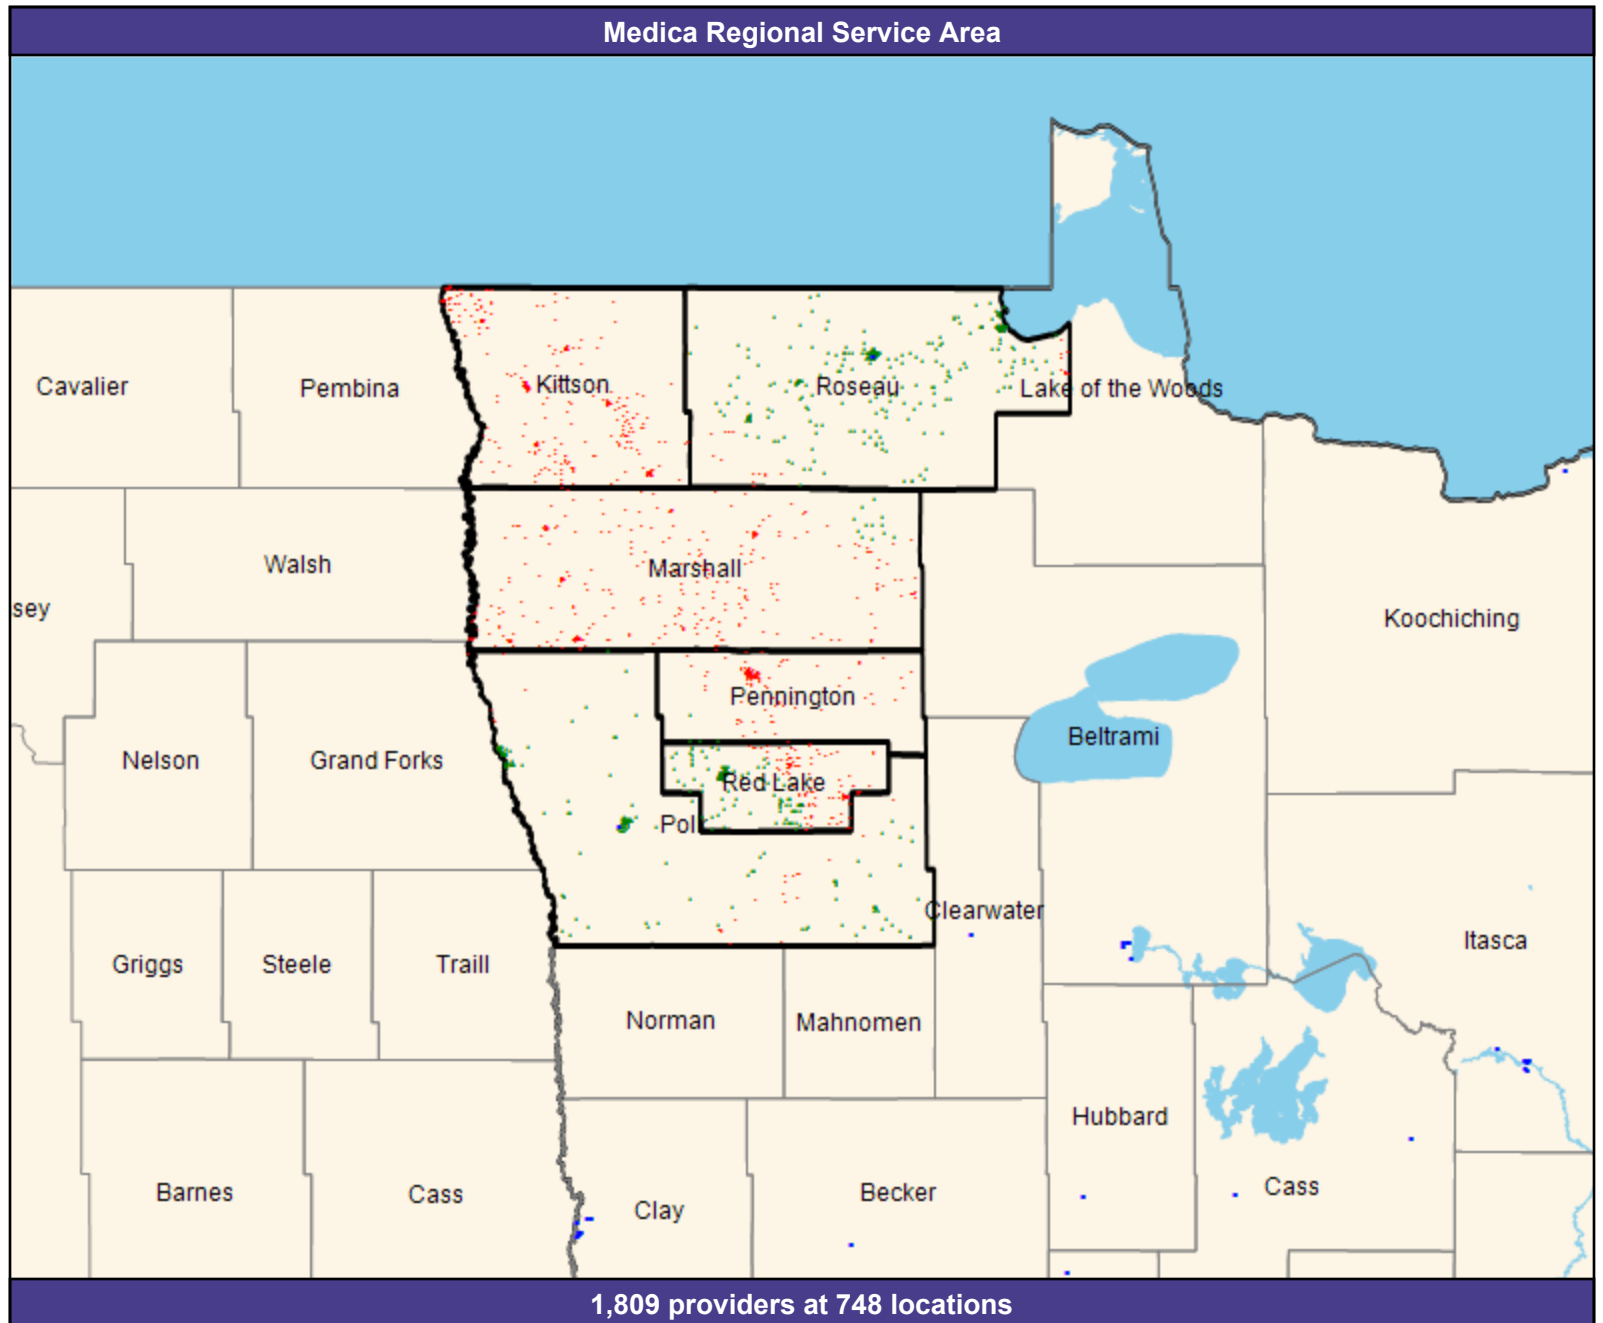 Medica Regional Service Area
Cavalier
Pembina
Kittson
Roseau
Lake of the Woods
Walsh
Marshall
sey
Koochiching
Pennington
Nelson
Grand Forks
Beltrami
Red Lake
Pol
Clearwater
Griggs
Steele
Traill
Itasca
Norman
Mahnomen
Hubbard
Barnes
Cass
Clay
Becker
Cass
1,809 providers at 748 locations